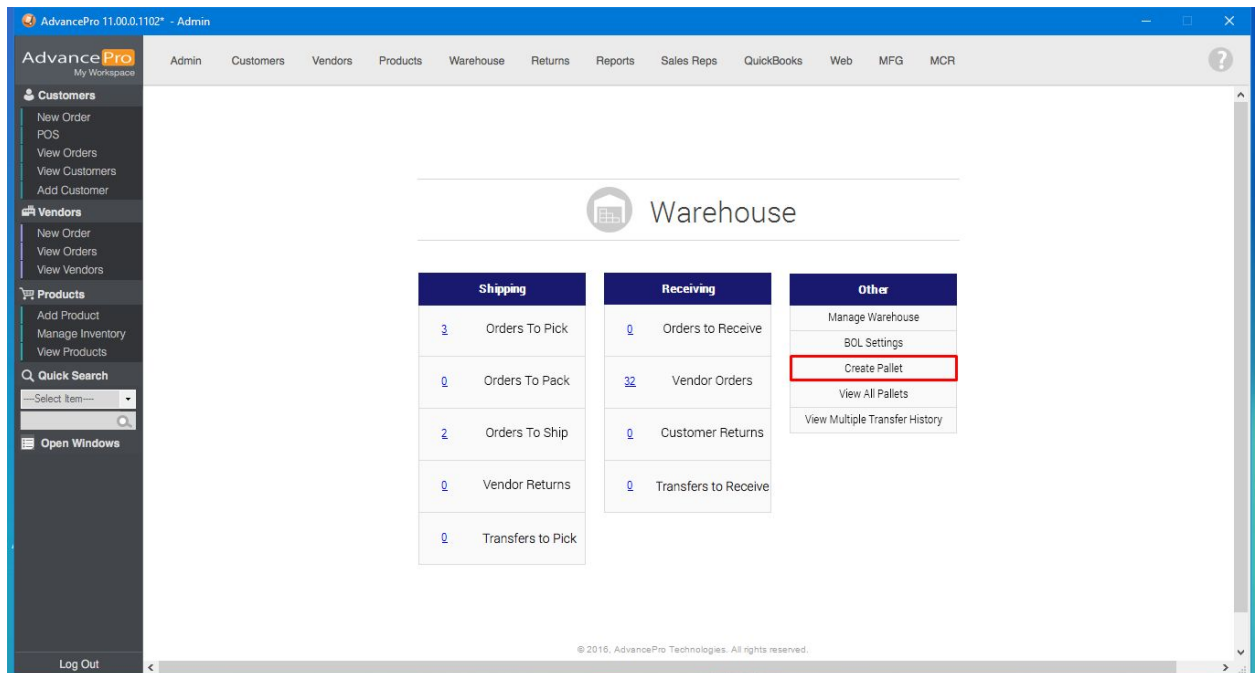 AdvancePro 11.00.0.1102* - Admin
AdvancePro
My Workspace
Admin Customers Vendors Products Warehouse Returns Reports Sales Reps QuickBooks Web MFG MCR
?
Customers
New Order
POS
View Orders
View Customers
Add Customer
Vendors
New Order
View Orders
View Vendors
Products
Add Product
Manage Inventory
View Products
Quick Search
---Select Item----
Open Windows
Log Out
Warehouse
Shipping
3 Orders To Pick
0 Orders To Pack
2 Orders To Ship
0 Vendor Returns
0 Transfers to Pick
Receiving
0 Orders to Receive
32 Vendor Orders
0 Customer Returns
0 Transfers to Receive
Other
Manage Warehouse
BOL Settings
Create Pallet
View All Pallets
View Multiple Transfer History
© 2016, AdvancePro Technologies. All rights reserved.